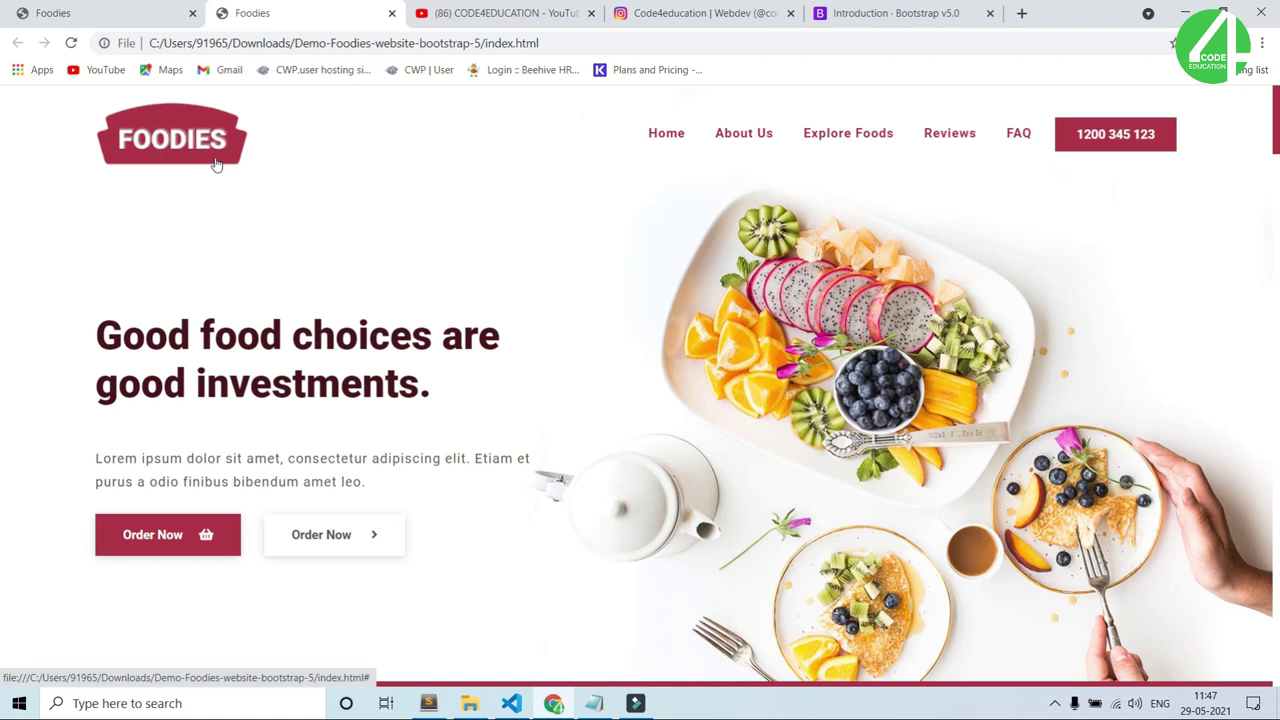 Foodies
Foodies
(86) CODE4EDUCATION - YouTu
Code4education | Webdev (@co
Introduction · Bootstrap v5.0
File
C:/Users/91965/Downloads/Demo-Foodies-website-bootstrap-5/index.html
Apps
YouTube
Maps
Gmail
CWP.user hosting si...
CWP | User
Login :: Beehive HR...
Plans and Pricing -...
list
4
CODE
EDUCATION
FOODIES
Home
About Us
Explore Foods
Reviews
FAQ
1200 345 123
Good food choices are
good investments.
Lorem ipsum dolor sit amet, consectetur adipiscing elit. Etiam et
purus a odio finibus bibendum amet leo.
Order Now
Order Now
file:///C:/Users/91965/Downloads/Demo-Foodies-website-bootstrap-5/index.html#
Type here to search
ENG
11:47
29-05-2021